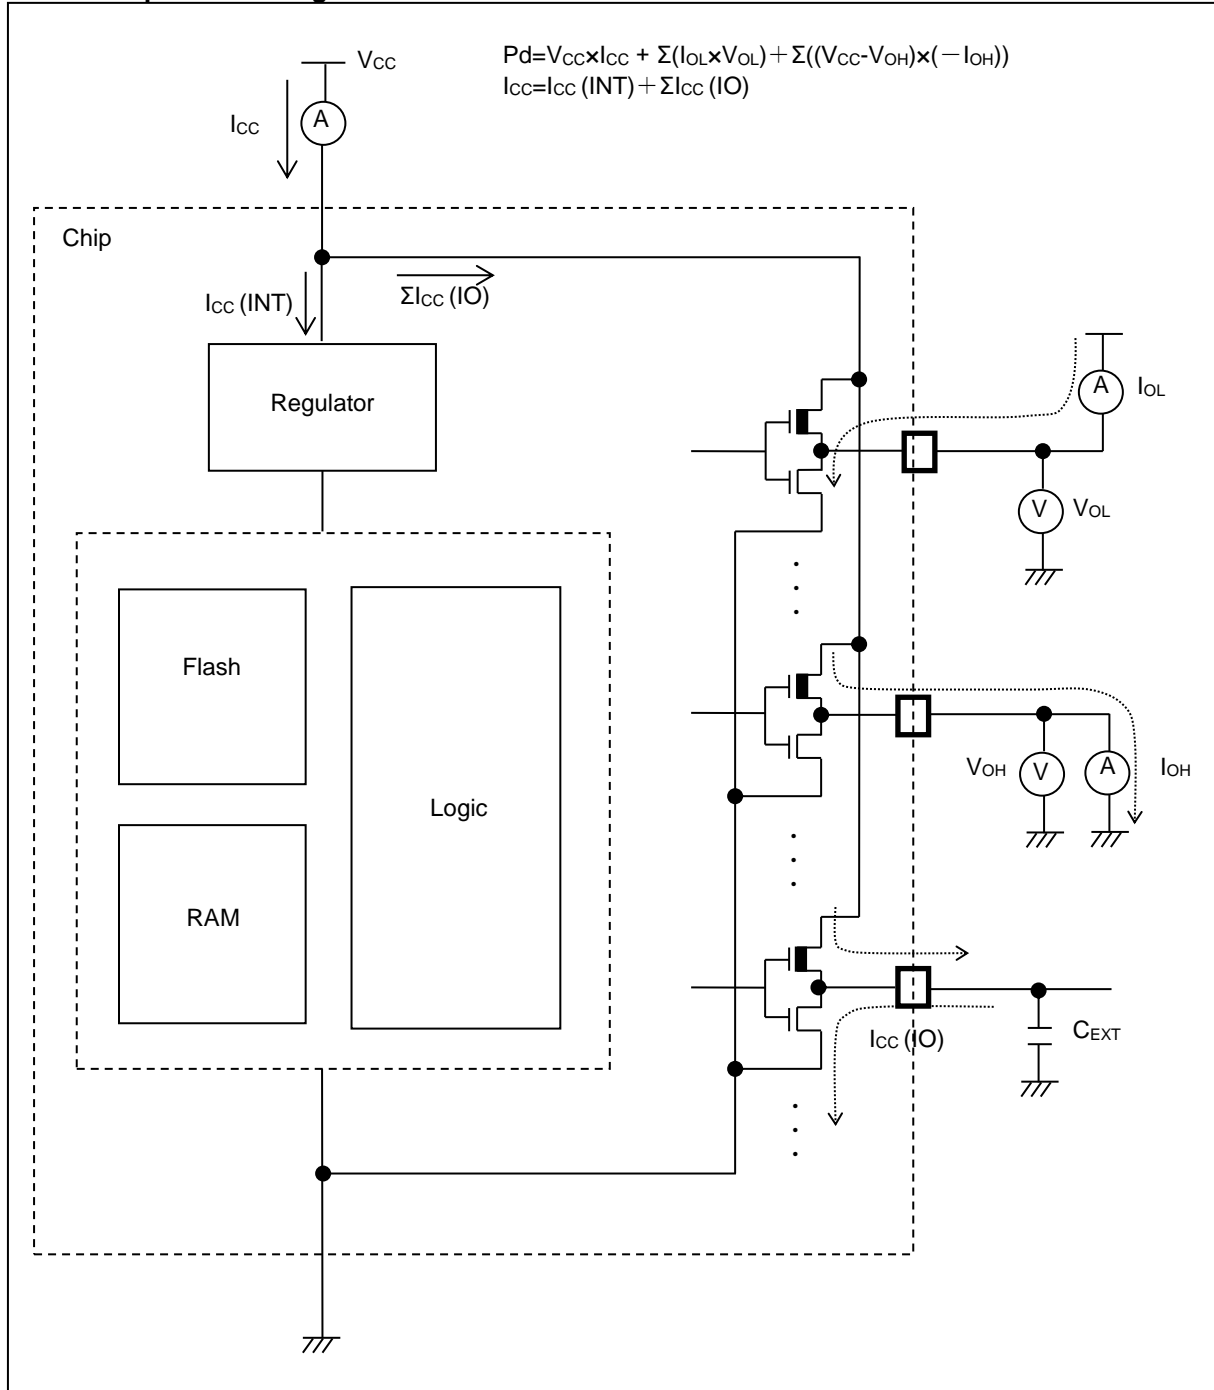 VCC
Pd=VCC×ICC + Σ(IOL×VOL)+Σ((VCC-VOH)×(-IOH))
ICC=ICC(INT)+ΣICC(IO)
A
ICC
Chip
ICC(INT)
ΣICC(IO)
Regulator
A
IOL
V
VOL
Flash
RAM
Logic
VOH
V
A
IOH
ICC(IO)
CEXT